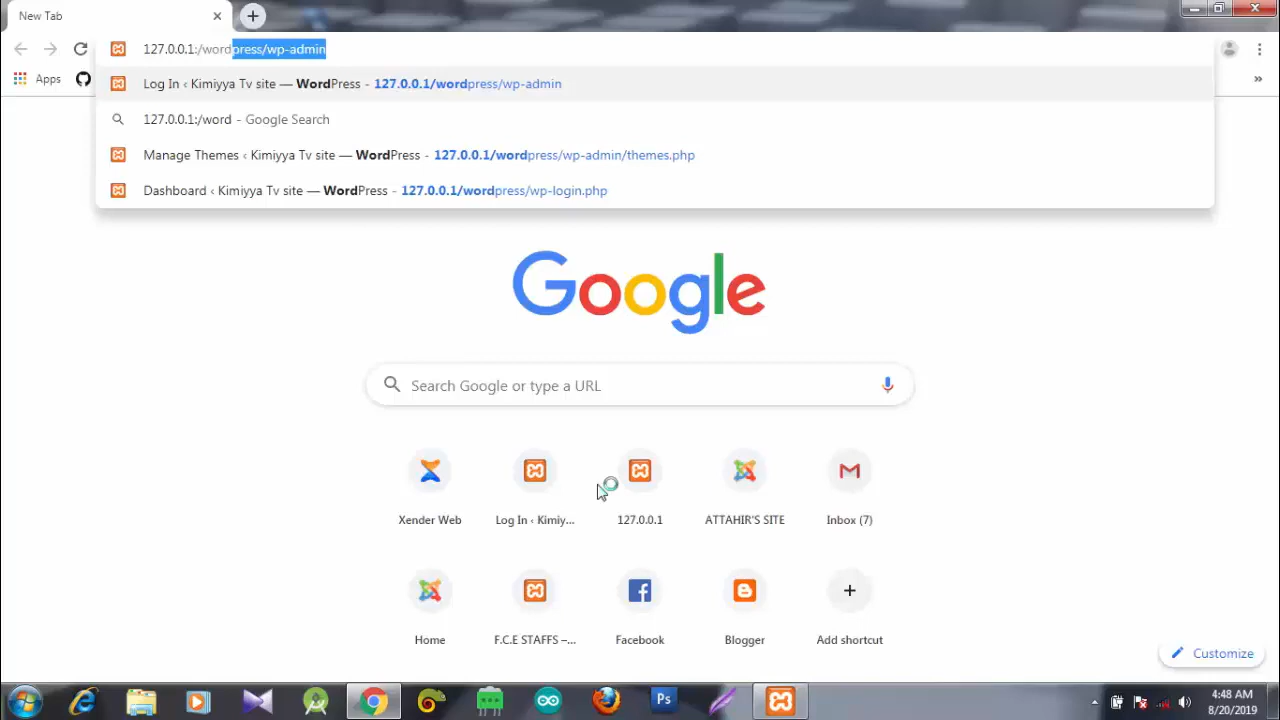 New Tab
127.0.0.1:/wordpress/wp-admin
Apps
»
Log In ‹ Kimiyya Tv site — WordPress - 127.0.0.1/wordpress/wp-admin
127.0.0.1:/word - Google Search
Manage Themes ‹ Kimiyya Tv site — WordPress - 127.0.0.1/wordpress/wp-admin/themes.php
Dashboard ‹ Kimiyya Tv site — WordPress - 127.0.0.1/wordpress/wp-login.php
Google
Search Google or type a URL
Xender Web
Log In ‹ Kimiy...
127.0.0.1
ATTAHIR'S SITE
Inbox (7)
Home
F.C.E STAFFS –...
Facebook
Blogger
Add shortcut
Customize
Ps
4:48 AM
8/20/2019